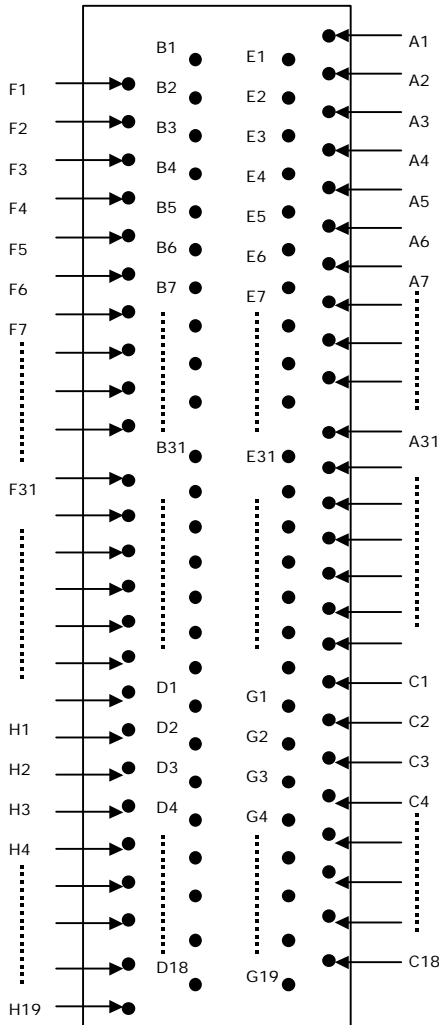 B1 E1 A1
F1 B2 E2 A2
F2 B3 E3 A3
F3 B4 E4 A4
F4 B5 E5 A5
F5 B6 E6 A6
F6 B7 E7 A7
F7
B31 E31 A31
F31
D1 G1 C1
H1 D2 G2 C2
H2 D3 G3 C3
H3 D4 G4 C4
H4
D18 G19 C18
H19